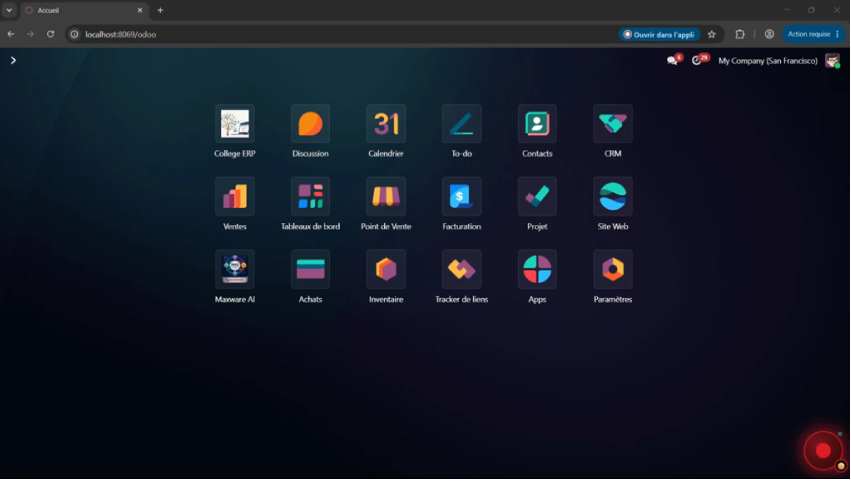 Accueil
localhost:8069/odoo
Ouvrir dans l'appli
Action requise
6
29
My Company (San Francisco)
31
College ERP
Discussion
Calendrier
To-do
Contacts
CRM
$
Ventes
Tableaux de bord
Point de Vente
Facturation
Projet
Site Web
Maxware AI
Achats
Inventaire
Tracker de liens
Apps
Paramètres